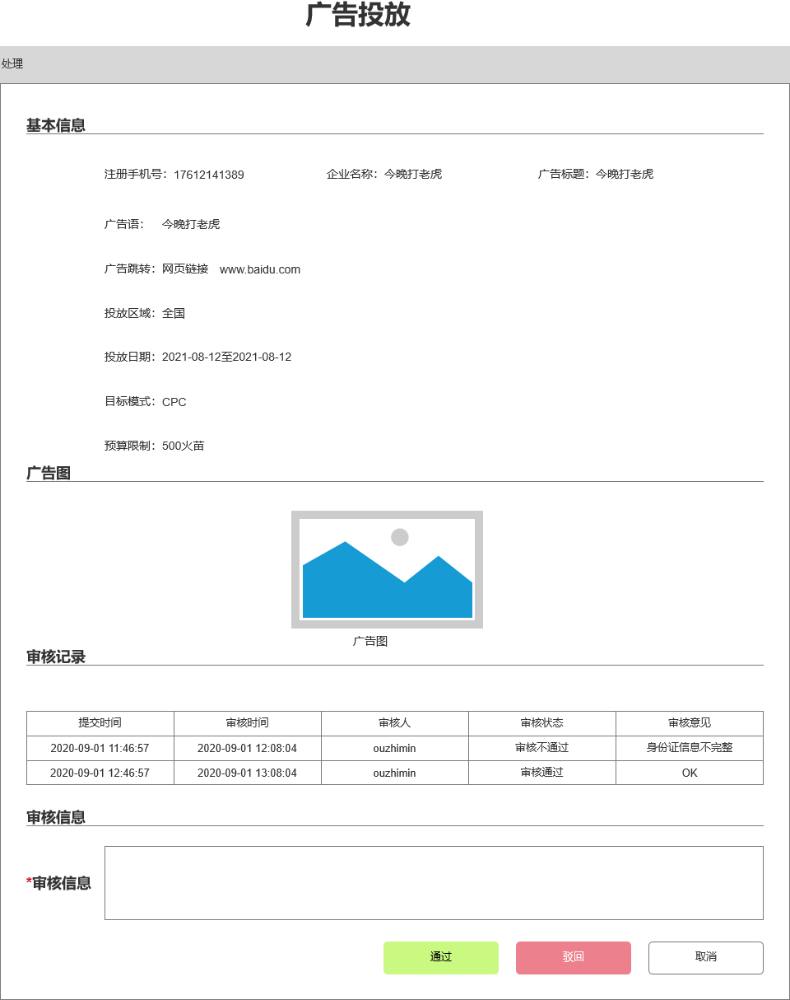 广告投放
处理
基本信息
注册手机号：17612141389 企业名称：今晚打老虎 广告标题：今晚打老虎
广告语： 今晚打老虎
广告跳转：网页链接 www.baidu.com
投放区域：全国
投放日期：2021-08-12至2021-08-12
目标模式：CPC
预算限制：500火苗
广告图
广告图
审核记录
提交时间 审核时间 审核人 审核状态 审核意见
2020-09-01 11:46:57 2020-09-01 12:08:04 ouzhimin 审核不通过 身份证信息不完整
2020-09-01 12:46:57 2020-09-01 13:08:04 ouzhimin 审核通过 OK
审核信息
*审核信息
通过 驳回 取消